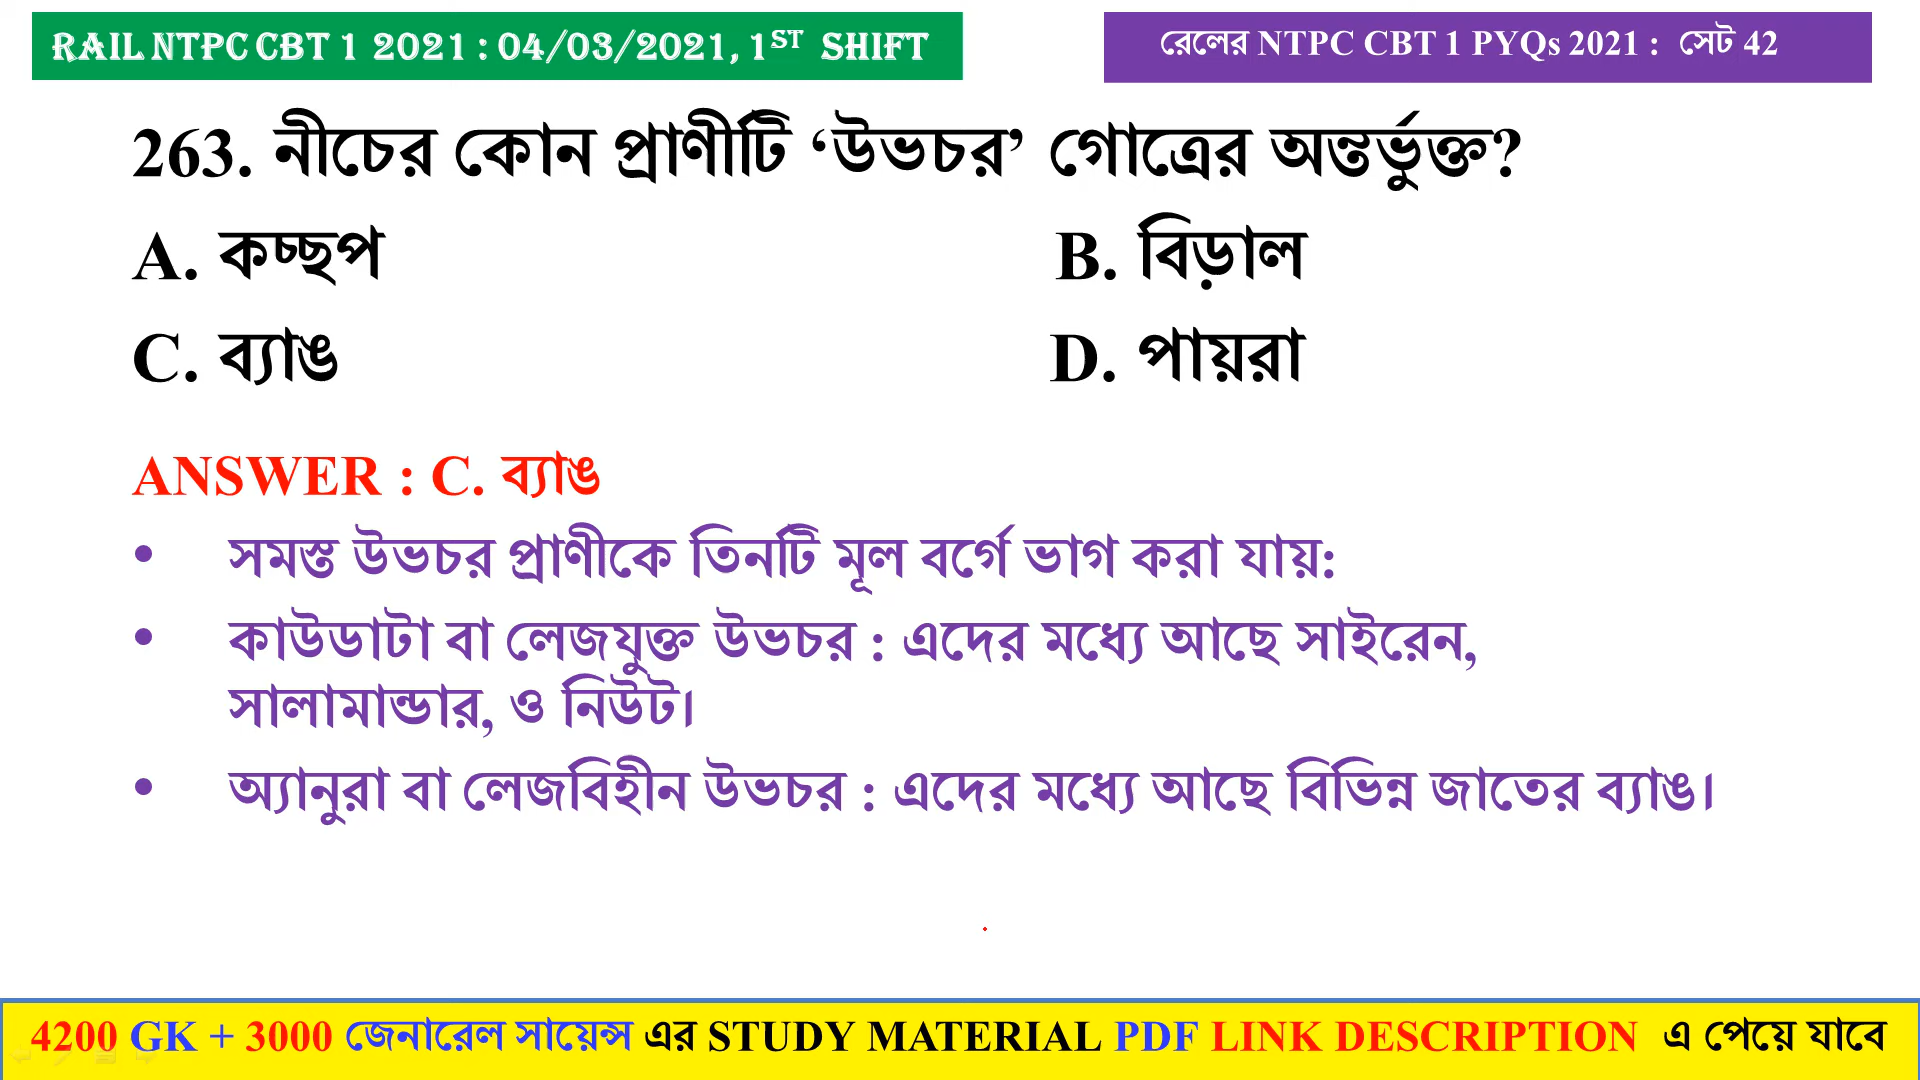 RAIL NTPC CBT 1 2021 : 04/03/2021, 1ST SHIFT
রেলের NTPC CBT 1 PYQs 2021 : সেট 42
263. নীচের কোন প্রাণীটি ‘উভচর’ গোত্রের অন্তর্ভুক্ত?
A. কচ্ছপ B. বিড়াল
C. ব্যাঙ D. পায়রা
ANSWER : C. ব্যাঙ
• সমস্ত উভচর প্রাণীকে তিনটি মূল বর্গে ভাগ করা যায়:
• কাউডাটা বা লেজযুক্ত উভচর : এদের মধ্যে আছে সাইরেন,
সালামান্ডার, ও নিউট।
• অ্যানুরা বা লেজবিহীন উভচর : এদের মধ্যে আছে বিভিন্ন জাতের ব্যাঙ।
4200 GK + 3000 জেনারেল সায়েন্স এর STUDY MATERIAL PDF LINK DESCRIPTION এ পেয়ে যাবে